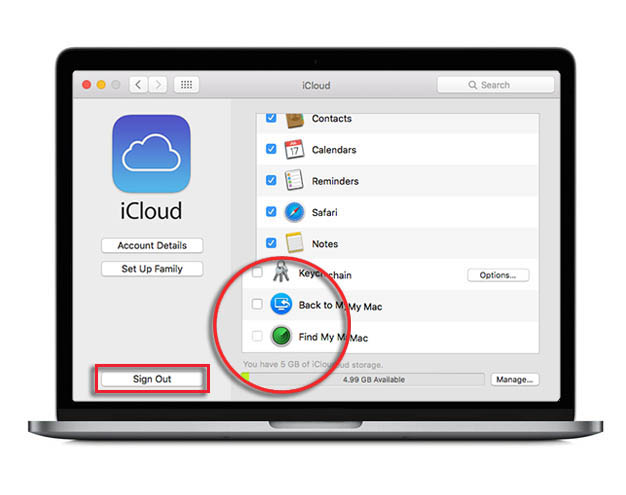 iCloud
Search
iCloud
Account Details
Set Up Family
Sign Out
Contacts
17
Calendars
Reminders
Safari
Notes
Keychain
Options...
Back to My My Mac
Find My Mac
You have 5 GB of iCloud storage.
4.99 GB Available
Manage...